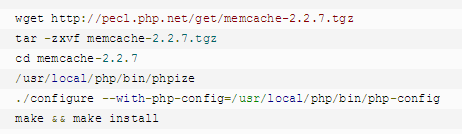 wget http://pecl.php.net/get/memcache-2.2.7.tgz
tar -zxvf memcache-2.2.7.tgz
cd memcache-2.2.7
/usr/local/php/bin/phpize
./configure --with-php-config=/usr/local/php/bin/php-config
make && make install